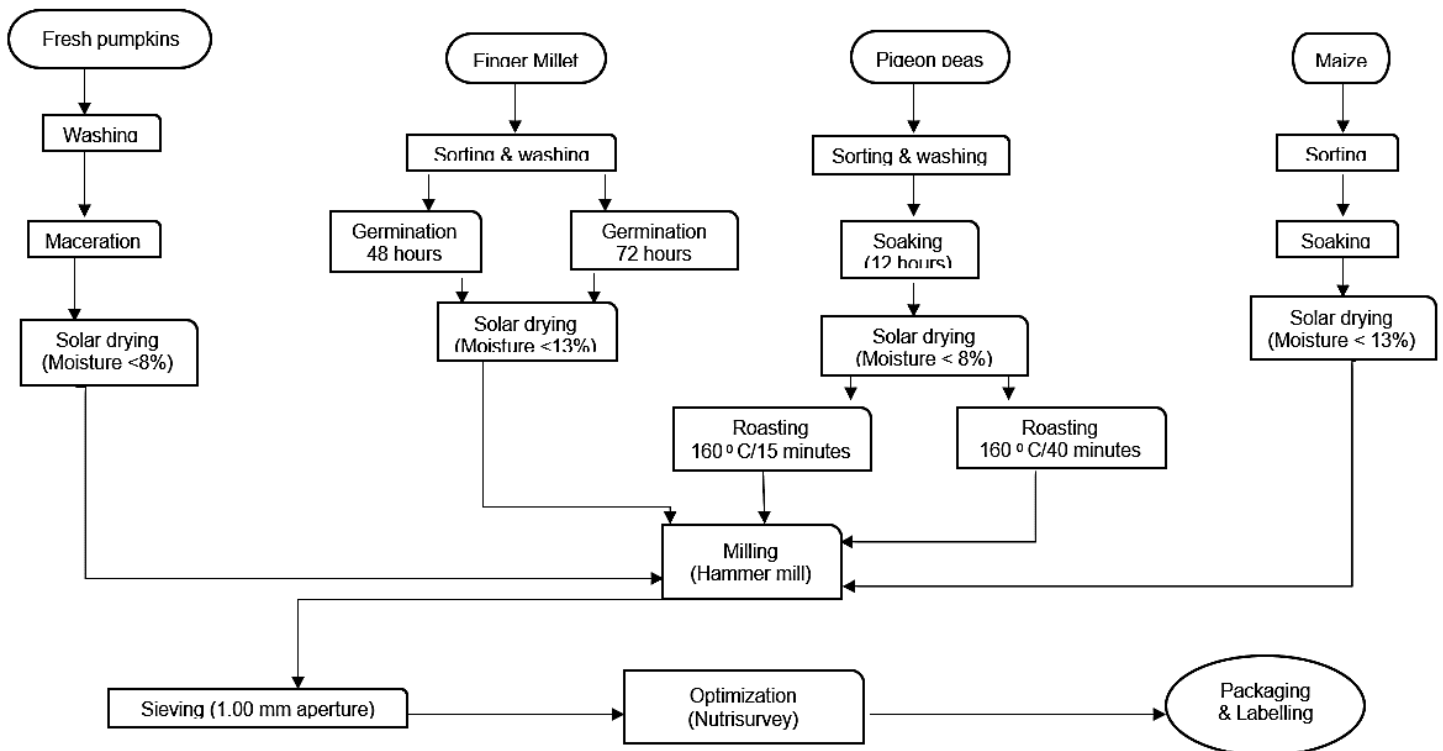 Fresh pumpkins
Finger Millet
Pigeon peas
Maize
Washing
Sorting & washing
Sorting & washing
Sorting
Maceration
Germination
48 hours
Germination
72 hours
Soaking
(12 hours)
Soaking
Solar drying
(Moisture <8%)
Solar drying
(Moisture <13%)
Solar drying
(Moisture < 8%)
Solar drying
(Moisture < 13%)
Roasting
160 ⁰ C/15 minutes
Roasting
160 ⁰ C/40 minutes
Milling
(Hammer mill)
Sieving (1.00 mm aperture)
Optimization
(Nutrisurvey)
Packaging
& Labelling